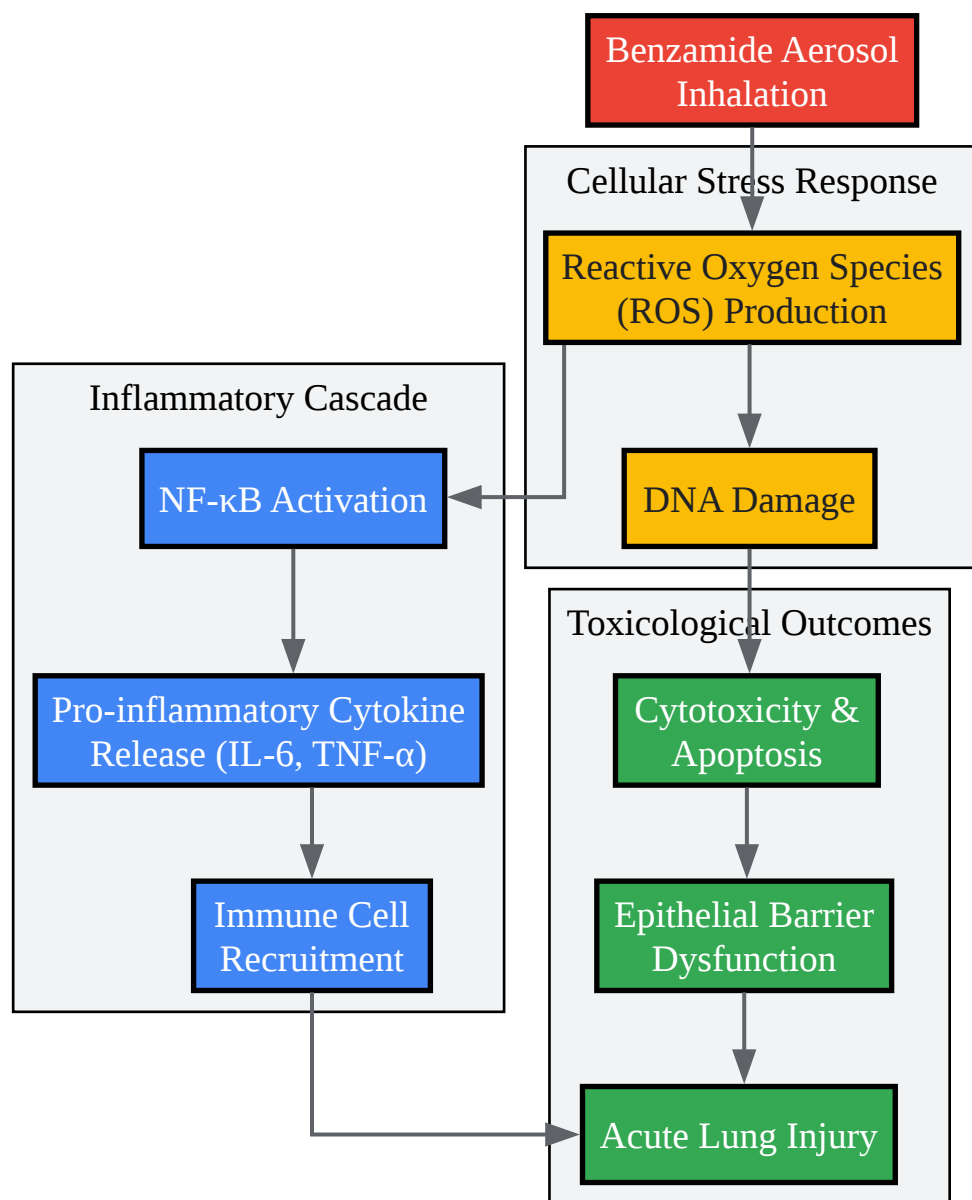 Benzamide Aerosol
Inhalation
Cellular Stress Response
Reactive Oxygen Species
(ROS) Production
Inflammatory Cascade
NF-κB Activation
DNA Damage
Toxicological Outcomes
Pro-inflammatory Cytokine
Release (IL-6, TNF-α)
Cytotoxicity &
Apoptosis
Immune Cell
Recruitment
Epithelial Barrier
Dysfunction
Acute Lung Injury